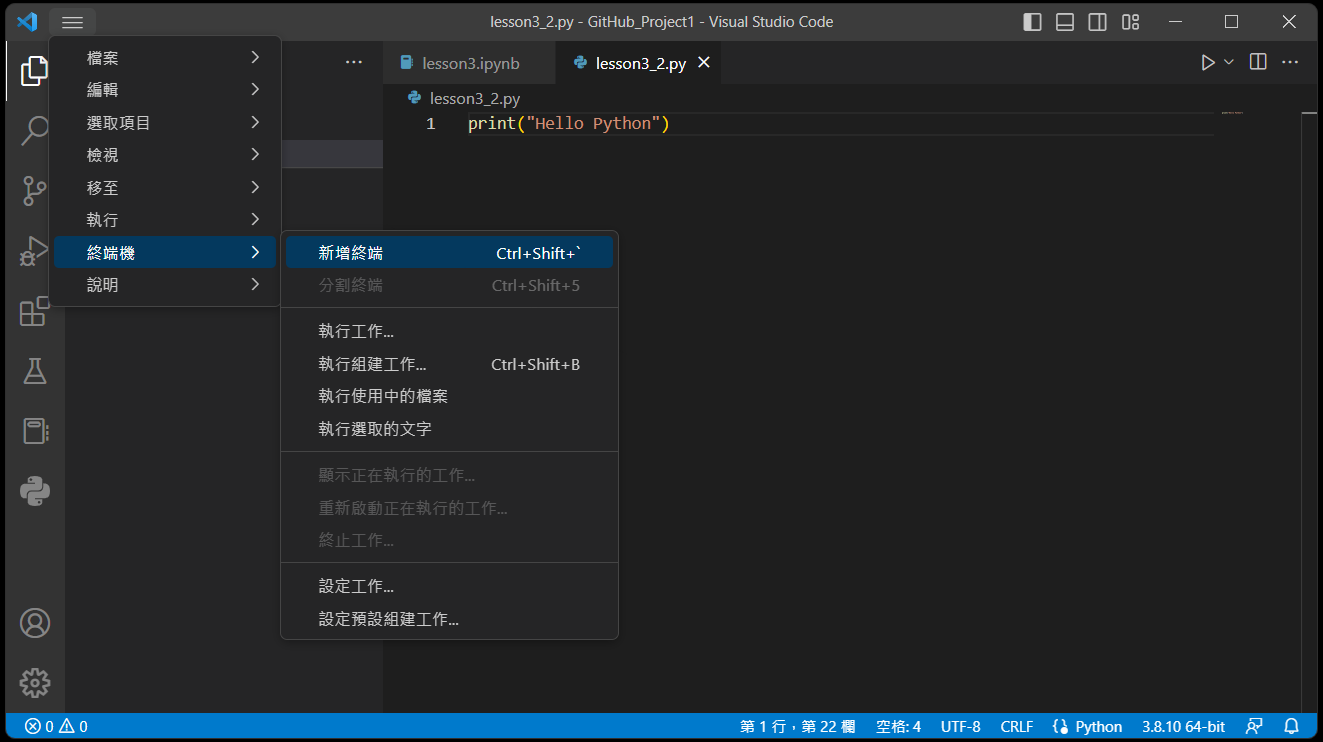 lesson3_2.py - GitHub_Project1 - Visual Studio Code
檔案
編輯
選取項目
檢視
移至
執行
終端機
說明
新增終端 Ctrl+Shift+`
分割終端 Ctrl+Shift+5
執行工作...
執行組建工作... Ctrl+Shift+B
執行使用中的檔案
執行選取的文字
顯示正在執行的工作...
重新啟動正在執行的工作...
終止工作...
設定工作...
設定預設組建工作...
lesson3.ipynb lesson3_2.py
lesson3_2.py
1 print("Hello Python")
0 0 第 1 行，第 22 欄 空格: 4 UTF-8 CRLF Python 3.8.10 64-bit